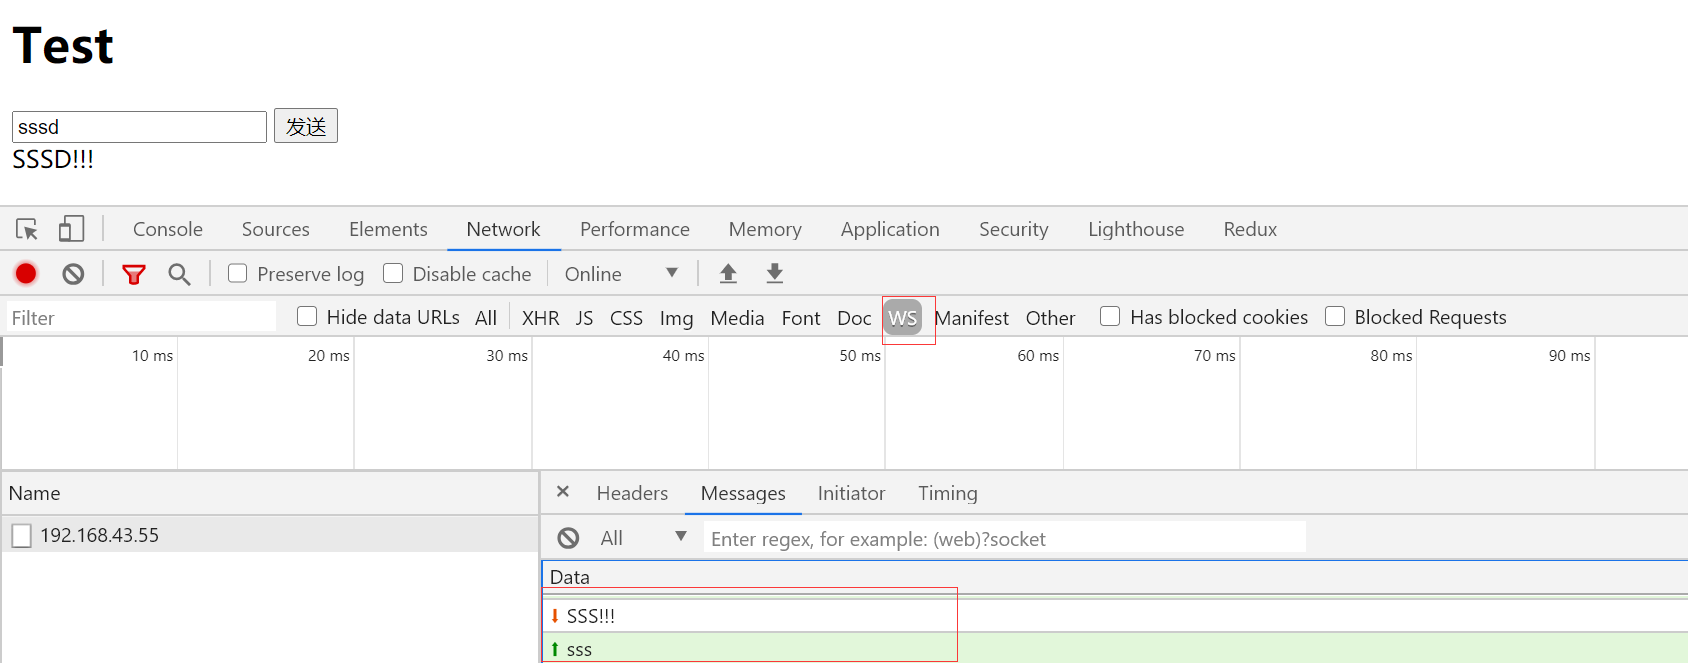 Test
sssd 发送
SSSD!!!
Console Sources Elements Network Performance Memory Application Security Lighthouse Redux
Preserve log Disable cache Online
Filter Hide data URLs All XHR JS CSS Img Media Font Doc WS Manifest Other Has blocked cookies Blocked Requests
10 ms 20 ms 30 ms 40 ms 50 ms 60 ms 70 ms 80 ms 90 ms
Name Headers Messages Initiator Timing
192.168.43.55 All Enter regex, for example: (web)?socket
Data
SSS!!!
sss